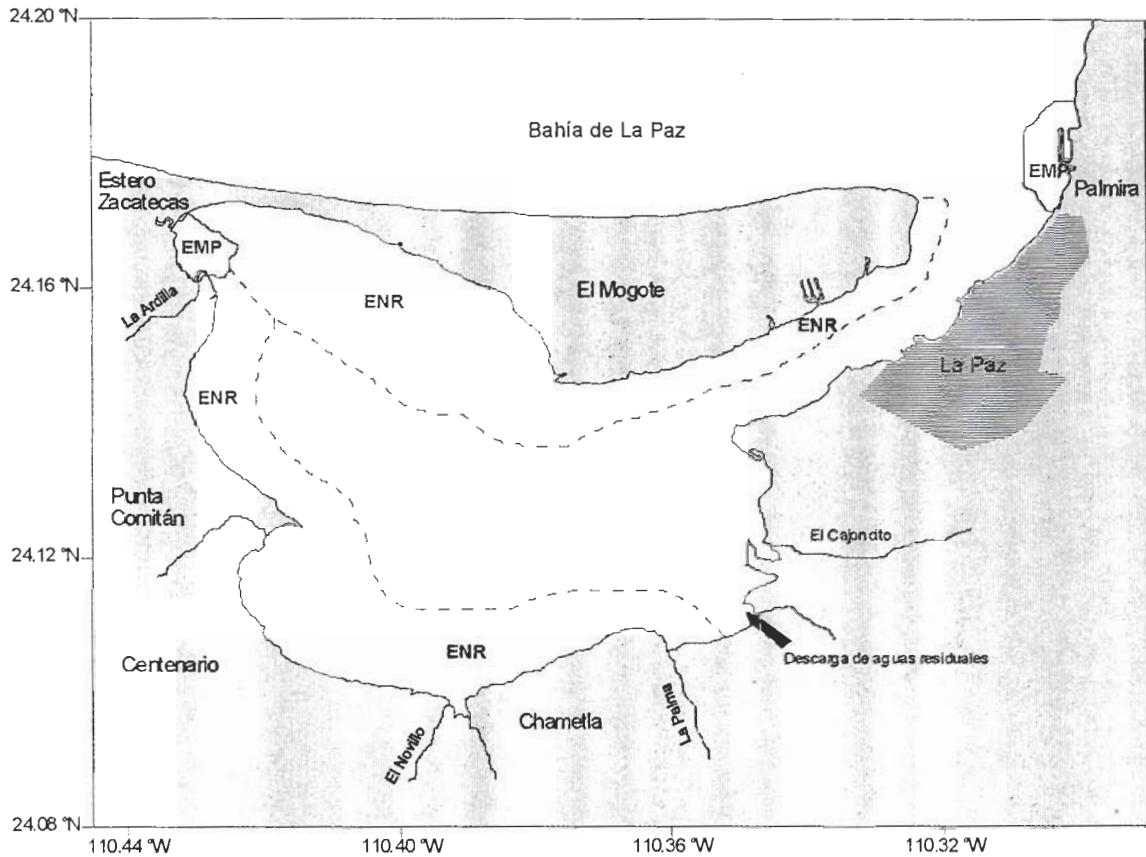 24.20 °N
Bahía de La Paz
Estero
Zacatecas
EMP
Palmira
EMP
24.16 °N
La Ardilla
ENR
El Mogote
ENR
La Paz
ENR
Punta
Comitán
24.12 °N
El Cajoncito
Centenario
ENR
Descarga de aguas residuales
Chametla
La Palma
El Novillo
24.08 °N
110.44 °W
110.40 °W
110.36 °W
110.32 °W